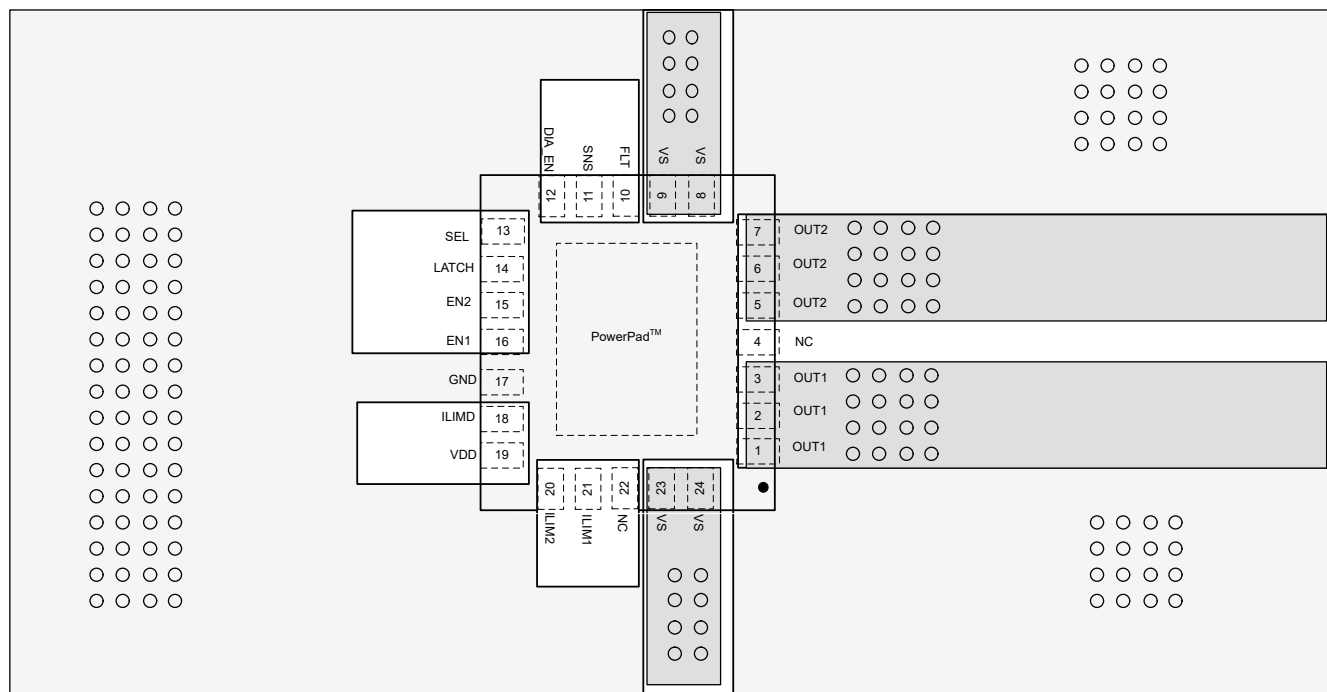 DIA_EN
SNS
FLT
VS
VS
12
11
10
9
8
SEL
13
LATCH
14
EN2
15
EN1
16
GND
17
ILIMD
18
VDD
19
PowerPad™
7
OUT2
6
OUT2
5
OUT2
4
NC
3
OUT1
2
OUT1
1
OUT1
20
21
22
23
24
ILIM2
ILIM1
NC
VS
VS